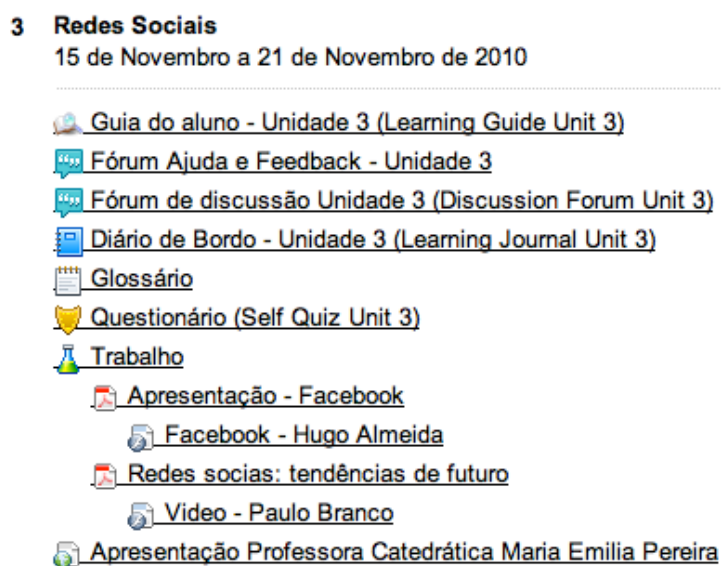 3 Redes Sociais
15 de Novembro a 21 de Novembro de 2010
Guia do aluno - Unidade 3 (Learning Guide Unit 3)
Fórum Ajuda e Feedback - Unidade 3
Fórum de discussão Unidade 3 (Discussion Forum Unit 3)
Diário de Bordo - Unidade 3 (Learning Journal Unit 3)
Glossário
Questionário (Self Quiz Unit 3)
Trabalho
Apresentação - Facebook
Facebook - Hugo Almeida
Redes socias: tendências de futuro
Video - Paulo Branco
Apresentação Professora Catedrática Maria Emilia Pereira